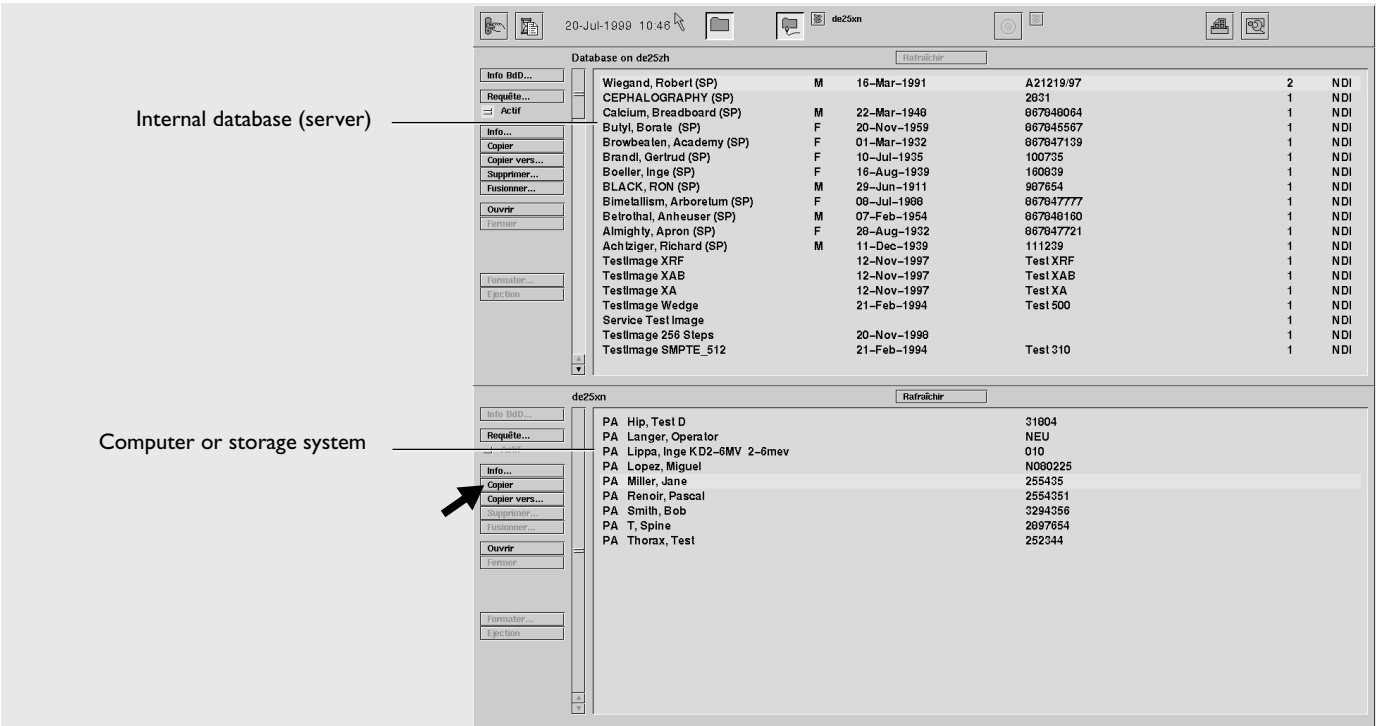 20-Jul-1999 10:46 de25xn
Database on de25zh Rafraîchir
Info BdD...
Requête...
Actif
Info...
Copier
Copier vers...
Supprimer...
Fusionner...
Ouvrir
Fermer
Formater...
Ejection
Internal database (server)
Wiegand, Robert (SP) M 16-Mar-1991 A21219/97 2 NDI
CEPHALOGRAPHY (SP) 2831 1 NDI
Calcium, Breadboard (SP) M 22-Mar-1948 867848064 1 NDI
Butyl, Borate (SP) F 20-Nov-1959 867845567 1 NDI
Browbeaten, Academy (SP) F 01-Mar-1932 867847139 1 NDI
Brandl, Gertrud (SP) F 10-Jul-1935 100735 1 NDI
Boeller, Inge (SP) F 16-Aug-1939 160839 1 NDI
BLACK, RON (SP) M 29-Jun-1911 987654 1 NDI
Bimetallism, Arboretum (SP) F 08-Jul-1988 867847777 1 NDI
Betrothal, Anheuser (SP) M 07-Feb-1954 867848160 1 NDI
Almighty, Apron (SP) F 28-Aug-1932 867847721 1 NDI
Achtziger, Richard (SP) M 11-Dec-1939 111239 1 NDI
TestImage XRF 12-Nov-1997 Test XRF 1 NDI
TestImage XAB 12-Nov-1997 Test XAB 1 NDI
TestImage XA 12-Nov-1997 Test XA 1 NDI
TestImage Wedge 21-Feb-1994 Test 500 1 NDI
Service Test Image 1 NDI
TestImage 256 Steps 20-Nov-1998 1 NDI
TestImage SMPTE_512 21-Feb-1994 Test 310 1 NDI
de25xn Rafraîchir
Info BdD...
Requête...
Actif
Info...
Copier
Copier vers...
Supprimer...
Fusionner...
Ouvrir
Fermer
Formater...
Ejection
Computer or storage system
PA Hip, Test D 31804
PA Langer, Operator NEU
PA Lippa, Inge KD2-6MV 2-6mev 010
PA Lopez, Miguel N080225
PA Miller, Jane 255435
PA Renoir, Pascal 2554351
PA Smith, Bob 3294356
PA T, Spine 2897654
PA Thorax, Test 252344